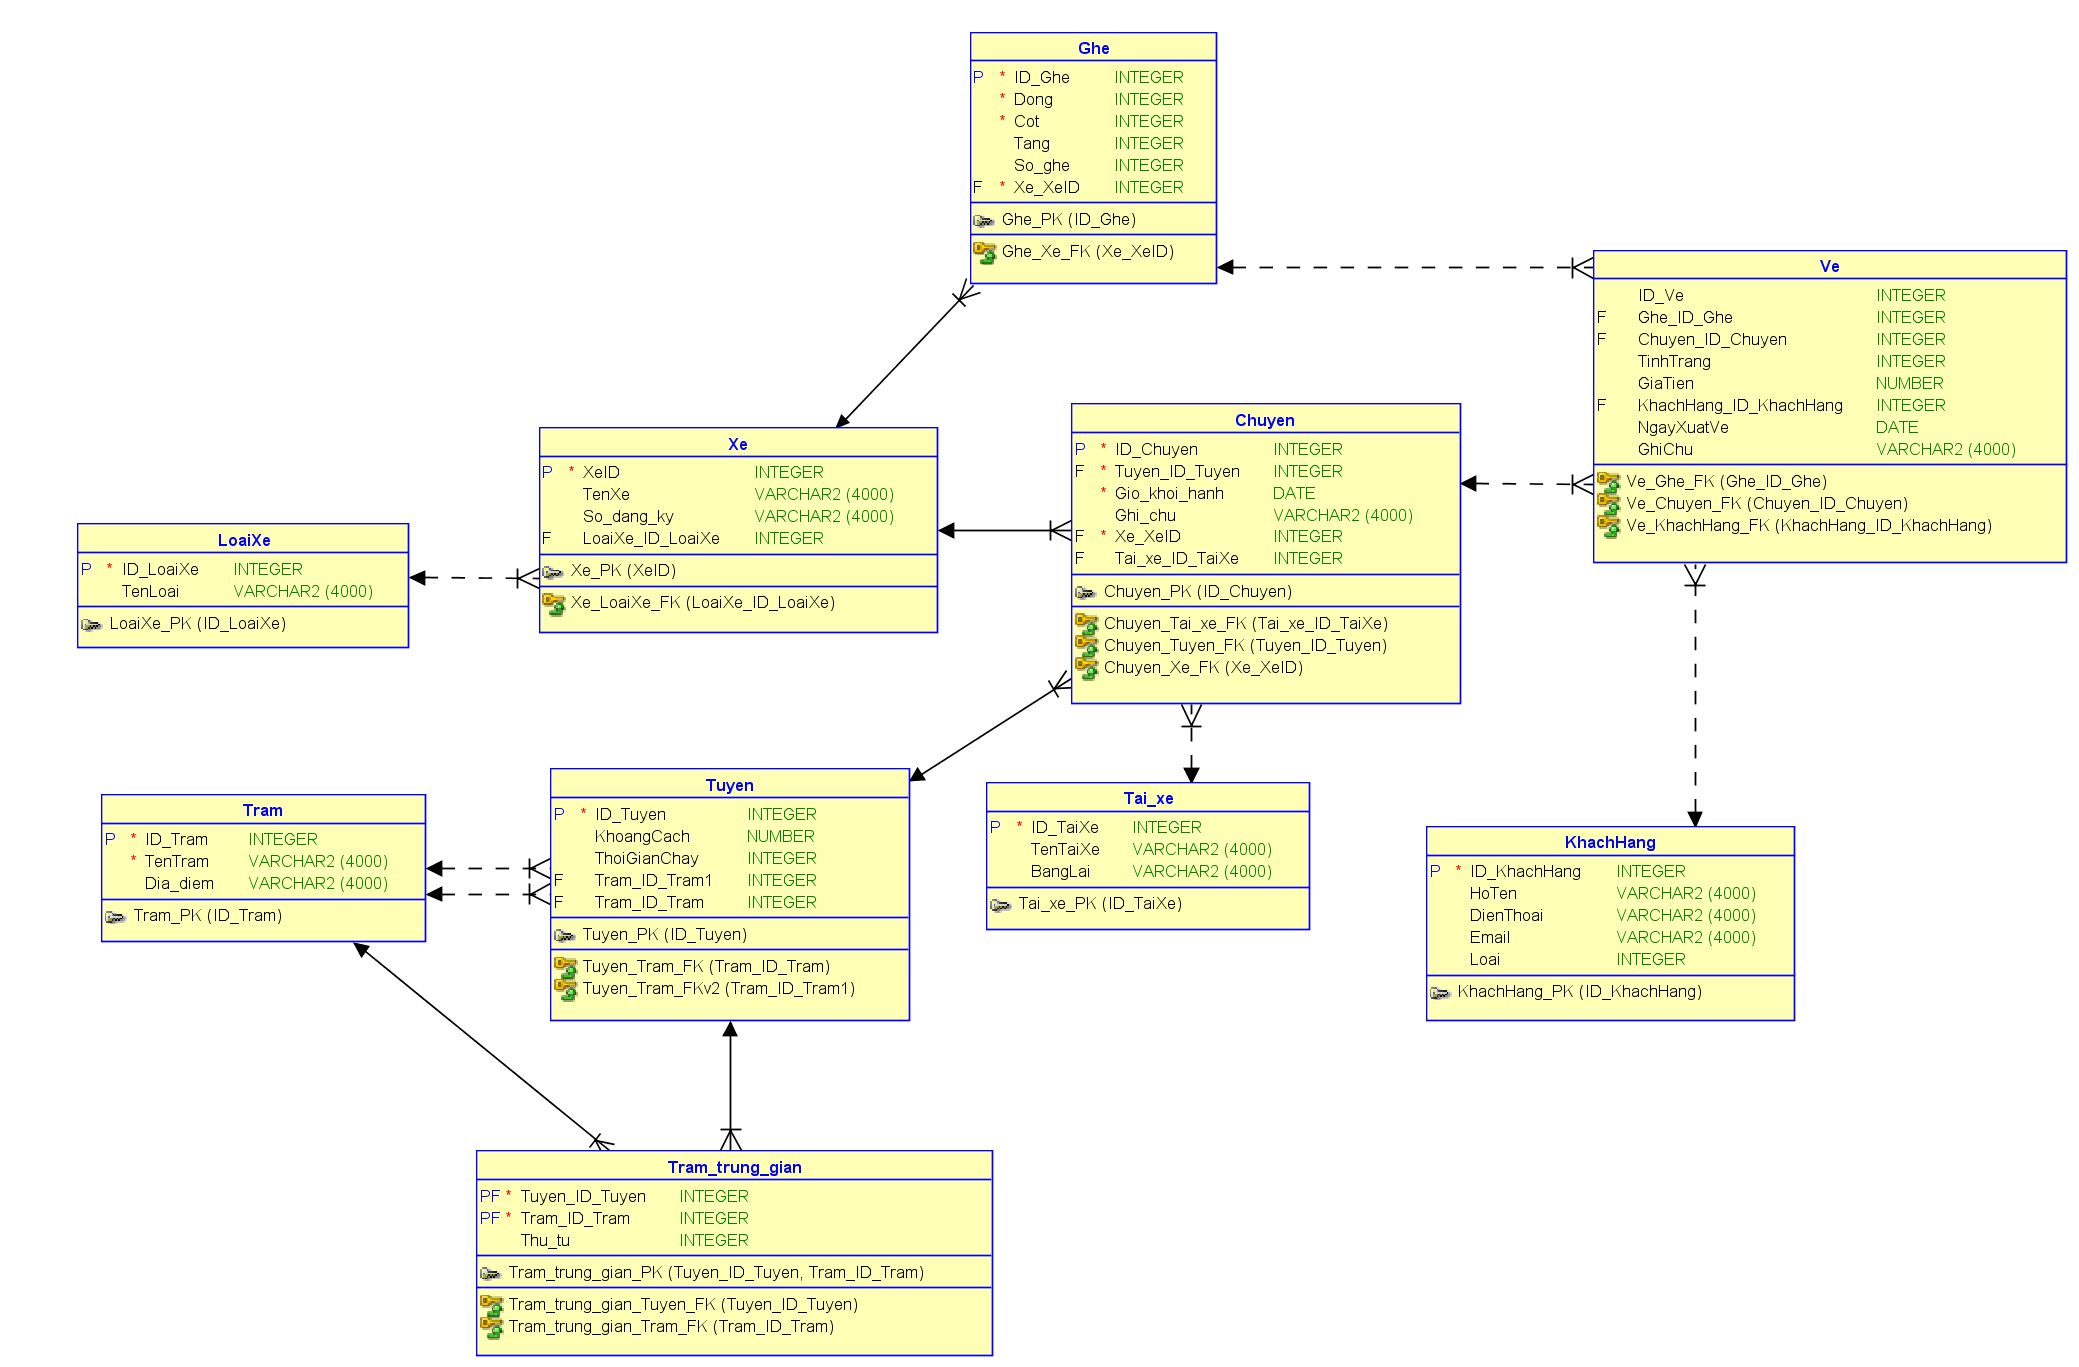 Ghe
P * ID_Ghe INTEGER
* Dong INTEGER
* Cot INTEGER
Tang INTEGER
So_ghe INTEGER
F * Xe_XeID INTEGER
Ghe_PK (ID_Ghe)
Ghe_Xe_FK (Xe_XeID)
Ve
ID_Ve INTEGER
F Ghe_ID_Ghe INTEGER
F Chuyen_ID_Chuyen INTEGER
TinhTrang INTEGER
GiaTien NUMBER
F KhachHang_ID_KhachHang INTEGER
NgayXuatVe DATE
GhiChu VARCHAR2 (4000)
Ve_Ghe_FK (Ghe_ID_Ghe)
Ve_Chuyen_FK (Chuyen_ID_Chuyen)
Ve_KhachHang_FK (KhachHang_ID_KhachHang)
Chuyen
P * ID_Chuyen INTEGER
F * Tuyen_ID_Tuyen INTEGER
* Gio_khoi_hanh DATE
Ghi_chu VARCHAR2 (4000)
F * Xe_XeID INTEGER
F Tai_xe_ID_TaiXe INTEGER
Chuyen_PK (ID_Chuyen)
Chuyen_Tai_xe_FK (Tai_xe_ID_TaiXe)
Chuyen_Tuyen_FK (Tuyen_ID_Tuyen)
Chuyen_Xe_FK (Xe_XeID)
Xe
P * XeID INTEGER
TenXe VARCHAR2 (4000)
So_dang_ky VARCHAR2 (4000)
F LoaiXe_ID_LoaiXe INTEGER
Xe_PK (XeID)
Xe_LoaiXe_FK (LoaiXe_ID_LoaiXe)
LoaiXe
P * ID_LoaiXe INTEGER
TenLoai VARCHAR2 (4000)
LoaiXe_PK (ID_LoaiXe)
Tram
P * ID_Tram INTEGER
* TenTram VARCHAR2 (4000)
Dia_diem VARCHAR2 (4000)
Tram_PK (ID_Tram)
Tuyen
P * ID_Tuyen INTEGER
KhoangCach NUMBER
ThoiGianChay INTEGER
F Tram_ID_Tram1 INTEGER
F Tram_ID_Tram INTEGER
Tuyen_PK (ID_Tuyen)
Tuyen_Tram_FK (Tram_ID_Tram)
Tuyen_Tram_FKv2 (Tram_ID_Tram1)
Tai_xe
P * ID_TaiXe INTEGER
TenTaiXe VARCHAR2 (4000)
BangLai VARCHAR2 (4000)
Tai_xe_PK (ID_TaiXe)
KhachHang
P * ID_KhachHang INTEGER
HoTen VARCHAR2 (4000)
DienThoai VARCHAR2 (4000)
Email VARCHAR2 (4000)
Loai INTEGER
KhachHang_PK (ID_KhachHang)
Tram_trung_gian
PF * Tuyen_ID_Tuyen INTEGER
PF * Tram_ID_Tram INTEGER
Thu_tu INTEGER
Tram_trung_gian_PK (Tuyen_ID_Tuyen, Tram_ID_Tram)
Tram_trung_gian_Tuyen_FK (Tuyen_ID_Tuyen)
Tram_trung_gian_Tram_FK (Tram_ID_Tram)